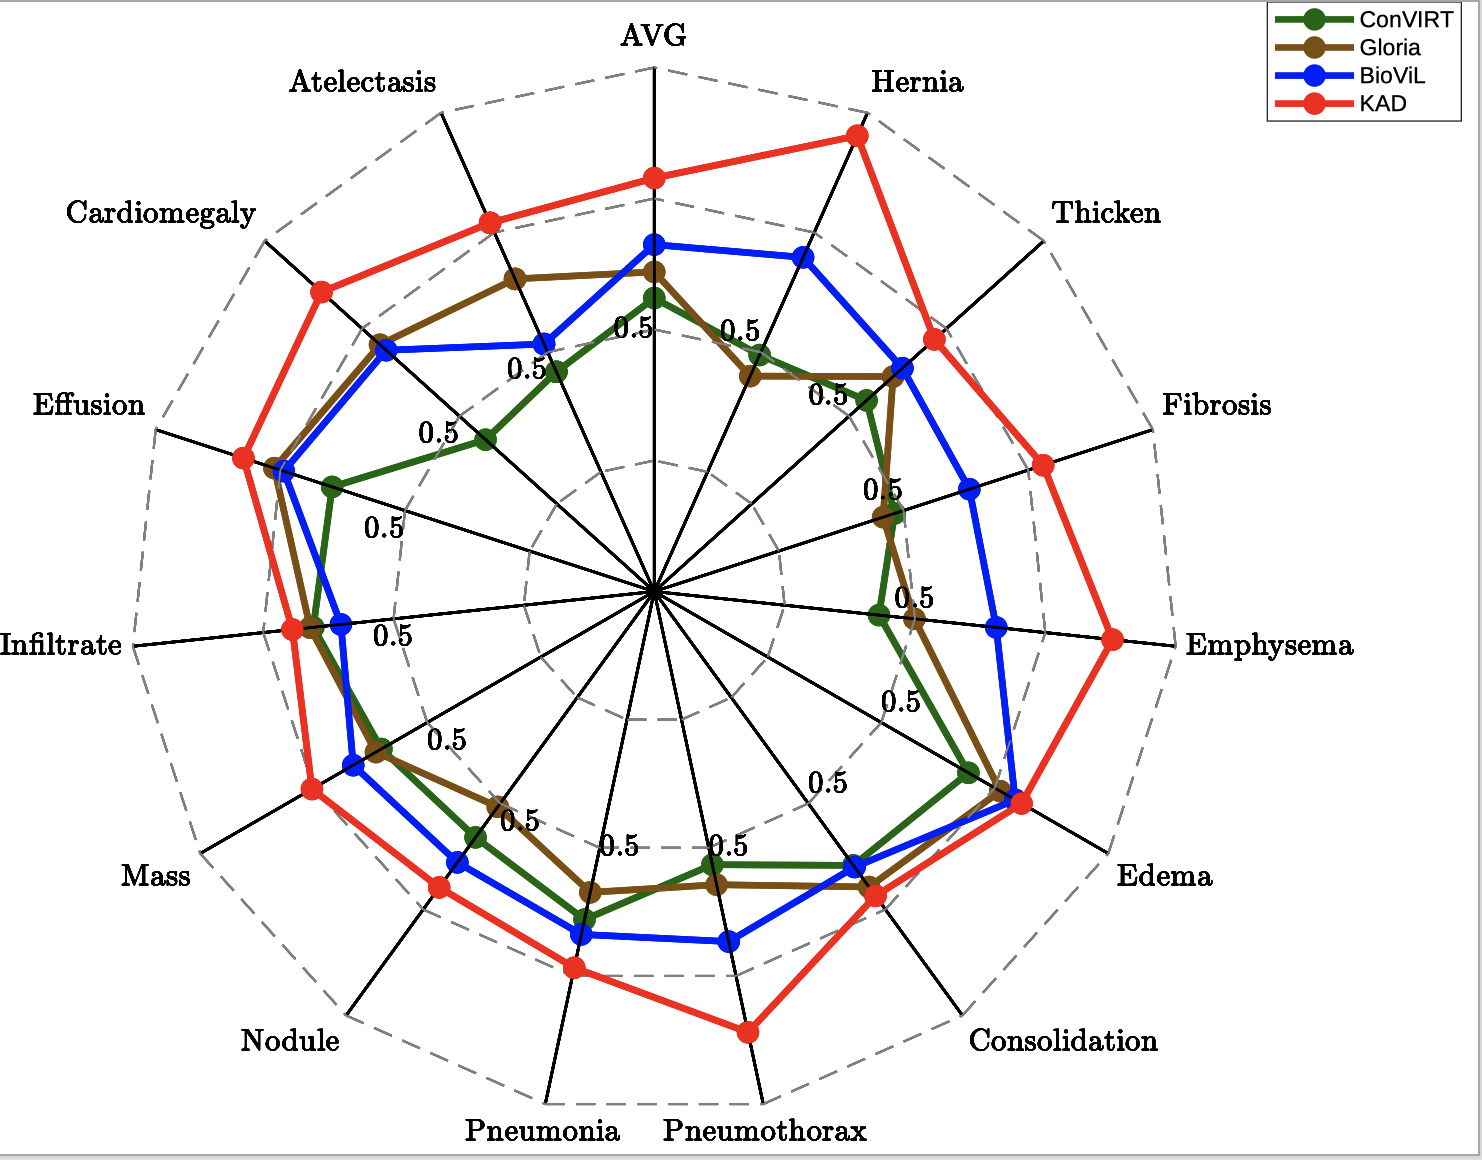 ConVIRT
Gloria
BioViL
KAD
AVG
Atelectasis
Hernia
Cardiomegaly
Thicken
0.5
0.5
0.5
0.5
Effusion
Fibrosis
0.5
0.5
0.5
0.5
0.5
Infiltrate
Emphysema
0.5
0.5
0.5
0.5
0.5
0.5
Mass
Edema
Nodule
Consolidation
Pneumonia
Pneumothorax